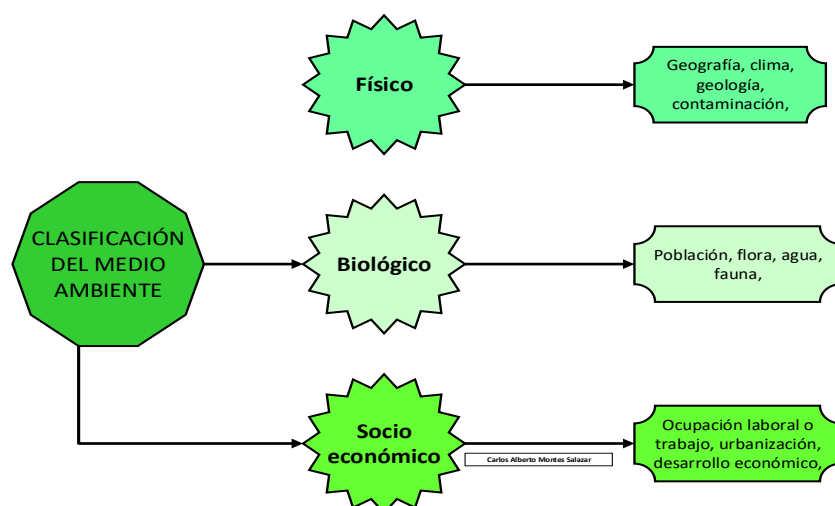 Físico
Geografía, clima,
geología,
contaminación,
CLASIFICACIÓN
DEL MEDIO
AMBIENTE
Biológico
Población, flora, agua,
fauna,
Socio
económico
Carlos Alberto Montes Salazar
Ocupación laboral o
trabajo, urbanización,
desarrollo económico,